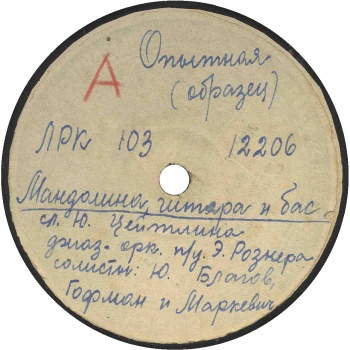 Опытная
А
(образец)
ЛРК 103 12206
Мандолина, гитара и бас
сл. Ю. Цейтлина
джаз-орк. п/у Э. Рознера
солисты: Ю. Благов,
Гофман и Маркевич